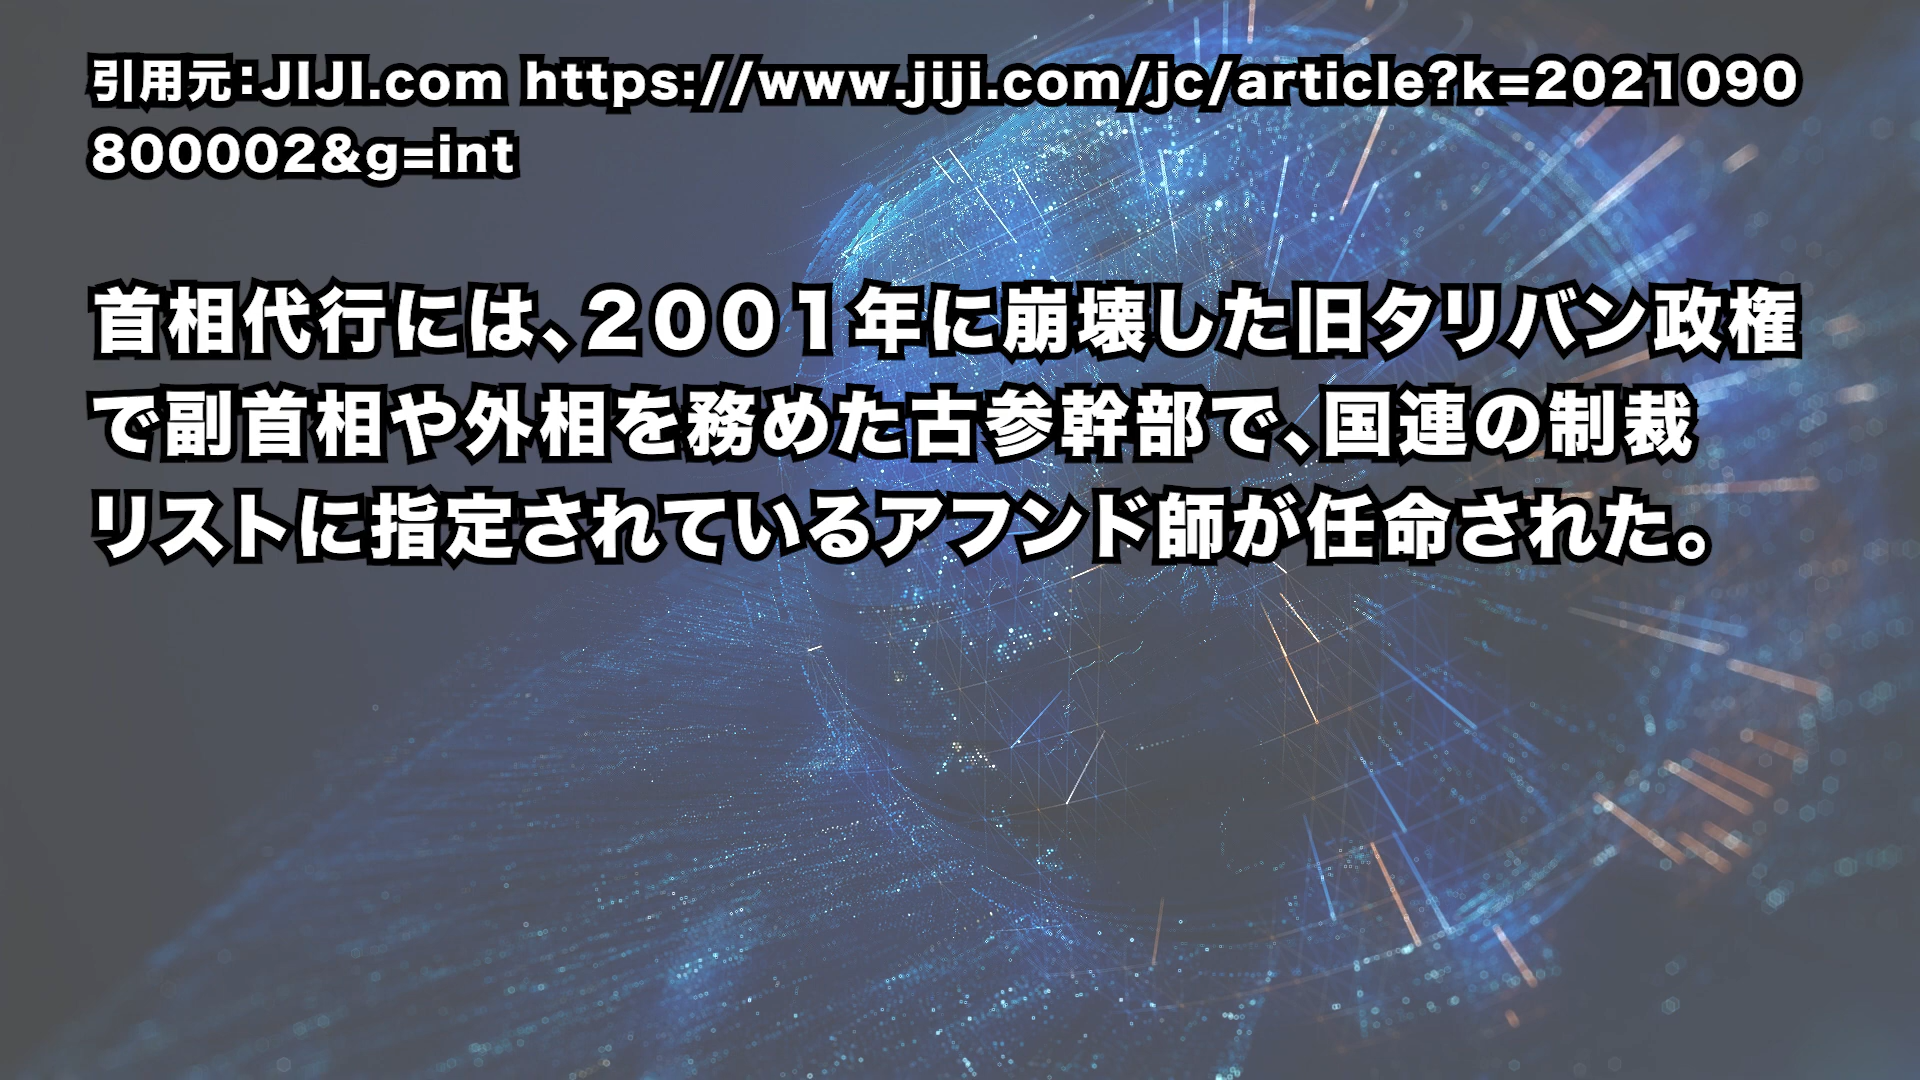 引用元：JIJI.com https://www.jiji.com/jc/article?k=2021090
800002&g=int
首相代行には、２００１年に崩壊した旧タリバン政権
で副首相や外相を務めた古参幹部で、国連の制裁
リストに指定されているアフンド師が任命された。